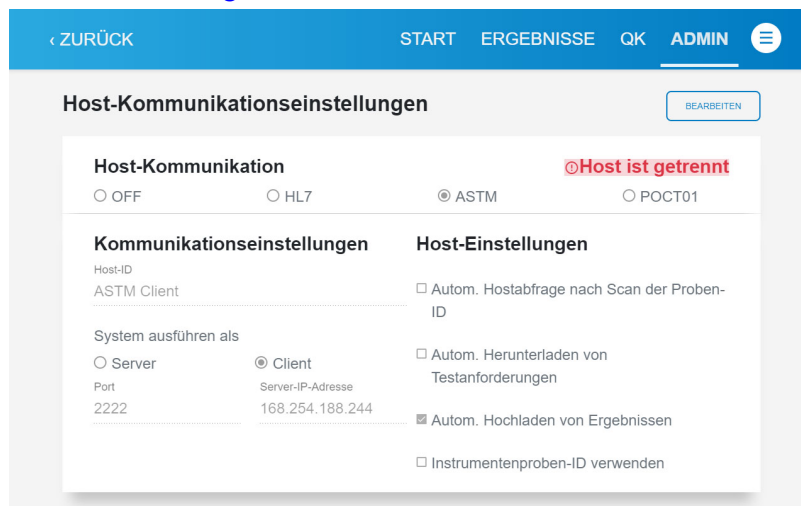 ‹ ZURÜCK START ERGEBNISSE QK ADMIN
Host-Kommunikationseinstellungen BEARBEITEN
Host-Kommunikation Host ist getrennt
OFF HL7 ASTM POCT01
Kommunikationseinstellungen Host-Einstellungen
Host-ID
ASTM Client
Autom. Hostabfrage nach Scan der Proben-
ID
System ausführen als
Server Client
Autom. Herunterladen von
Testanforderungen
Port Server-IP-Adresse
2222 168.254.188.244
Autom. Hochladen von Ergebnissen
Instrumentenproben-ID verwenden